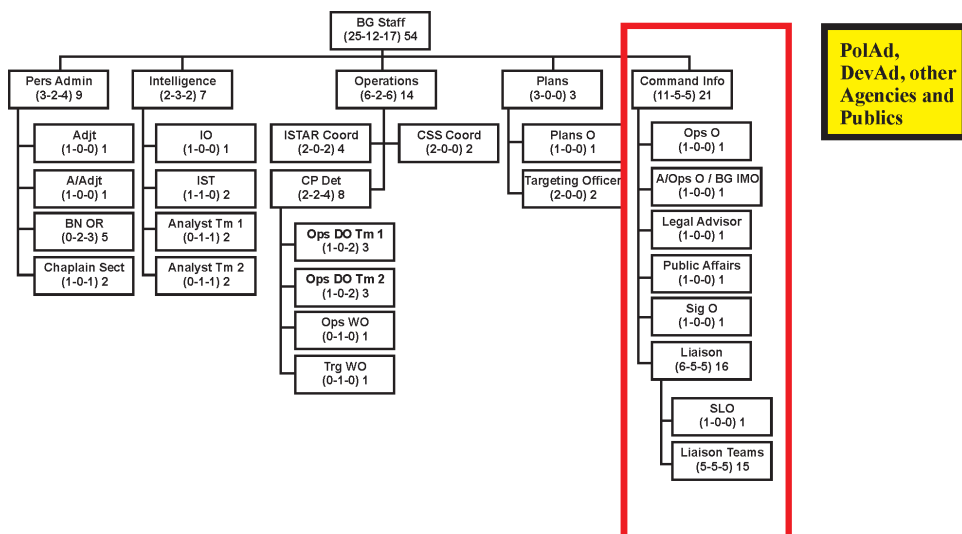 BG Staff
(25-12-17) 54
Pers Admin
(3-2-4) 9
Intelligence
(2-3-2) 7
Operations
(6-2-6) 14
Plans
(3-0-0) 3
Command Info
(11-5-5) 21
PolAd,
DevAd, other
Agencies and
Publics
Adjt
(1-0-0) 1
A/Adjt
(1-0-0) 1
BN OR
(0-2-3) 5
Chaplain Sect
(1-0-1) 2
IO
(1-0-0) 1
IST
(1-1-0) 2
Analyst Tm 1
(0-1-1) 2
Analyst Tm 2
(0-1-1) 2
ISTAR Coord
(2-0-2) 4
CSS Coord
(2-0-0) 2
CP Det
(2-2-4) 8
Ops DO Tm 1
(1-0-2) 3
Ops DO Tm 2
(1-0-2) 3
Ops WO
(0-1-0) 1
Trg WO
(0-1-0) 1
Plans O
(1-0-0) 1
Targeting Officer
(2-0-0) 2
Ops O
(1-0-0) 1
A/Ops O / BG IMO
(1-0-0) 1
Legal Advisor
(1-0-0) 1
Public Affairs
(1-0-0) 1
Sig O
(1-0-0) 1
Liaison
(6-5-5) 16
SLO
(1-0-0) 1
Liaison Teams
(5-5-5) 15